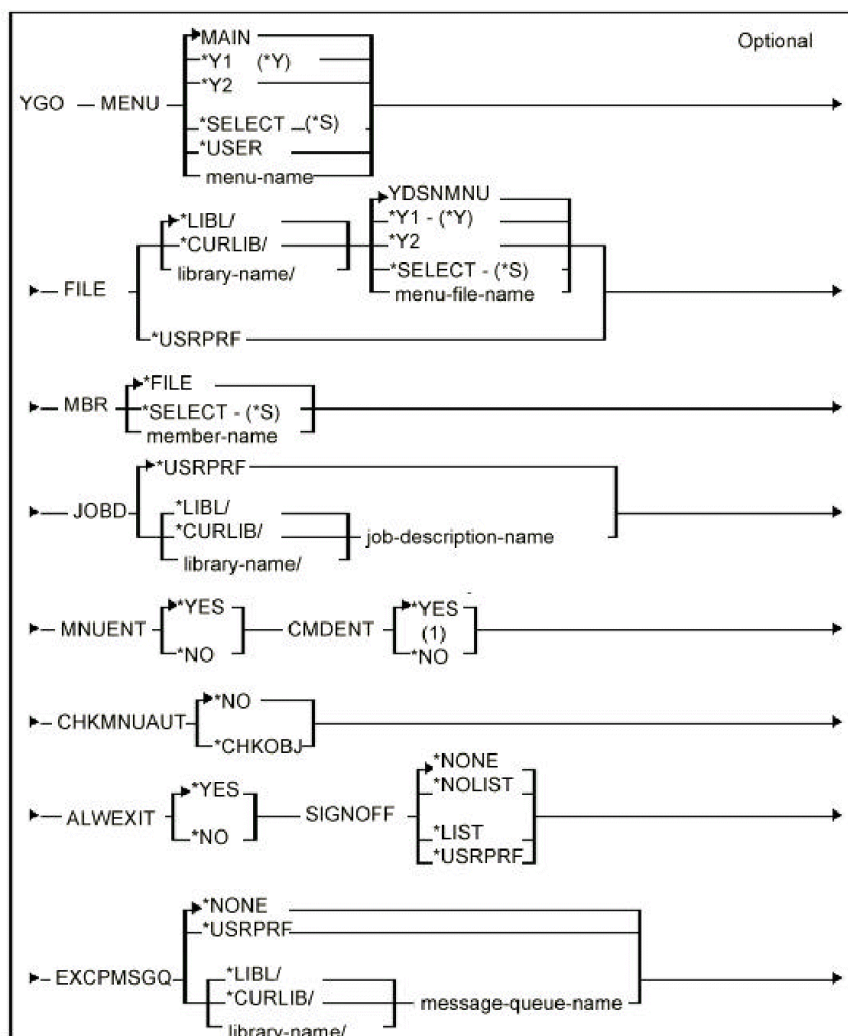 Optional
YGO MENU
MAIN
*Y1 (*Y)
*Y2
*SELECT (*S)
*USER
menu-name
FILE
*LIBL/
*CURLIB/
library-name/
YDSNMNU
*Y1 - (*Y)
*Y2
*SELECT - (*S)
menu-file-name
*USRPRF
MBR
*FILE
*SELECT - (*S)
member-name
JOBD
*USRPRF
*LIBL/
*CURLIB/
library-name/
job-description-name
MNUENT
*YES
*NO
CMDENT
*YES
(1)
*NO
CHKMNUAUT
*NO
*CHKOBJ
ALWEXIT
*YES
*NO
SIGNOFF
*NONE
*NOLIST
*LIST
*USRPRF
EXCPMSGQ
*NONE
*USRPRF
*LIBL/
*CURLIB/
library-name/
message-queue-name